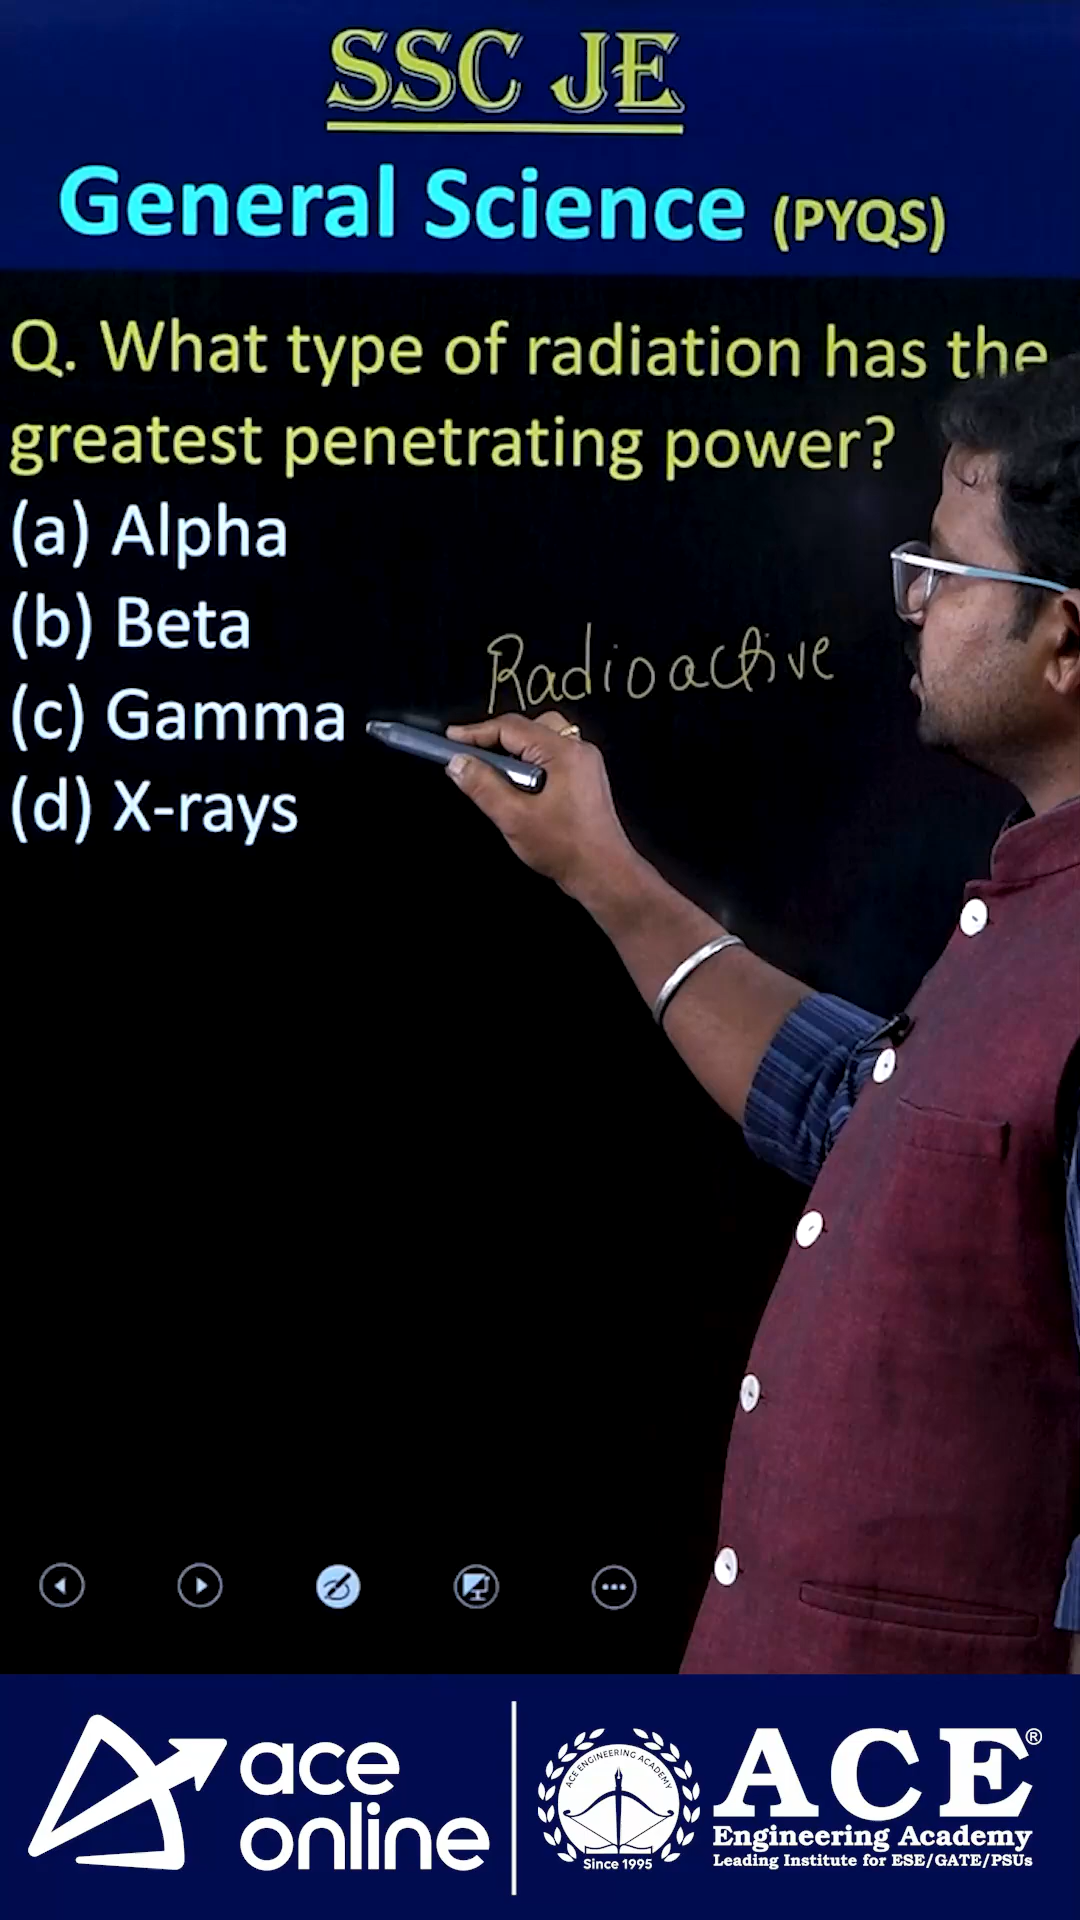 SSC JE
General Science (PYQS)
Q. What type of radiation has the
greatest penetrating power?
(a) Alpha
(b) Beta
Radioactive
(c) Gamma
(d) X-rays
ace
online
ACE ENGINEERING ACADEMY
Since 1995
ACE®
Engineering Academy
Leading Institute for ESE/GATE/PSUs